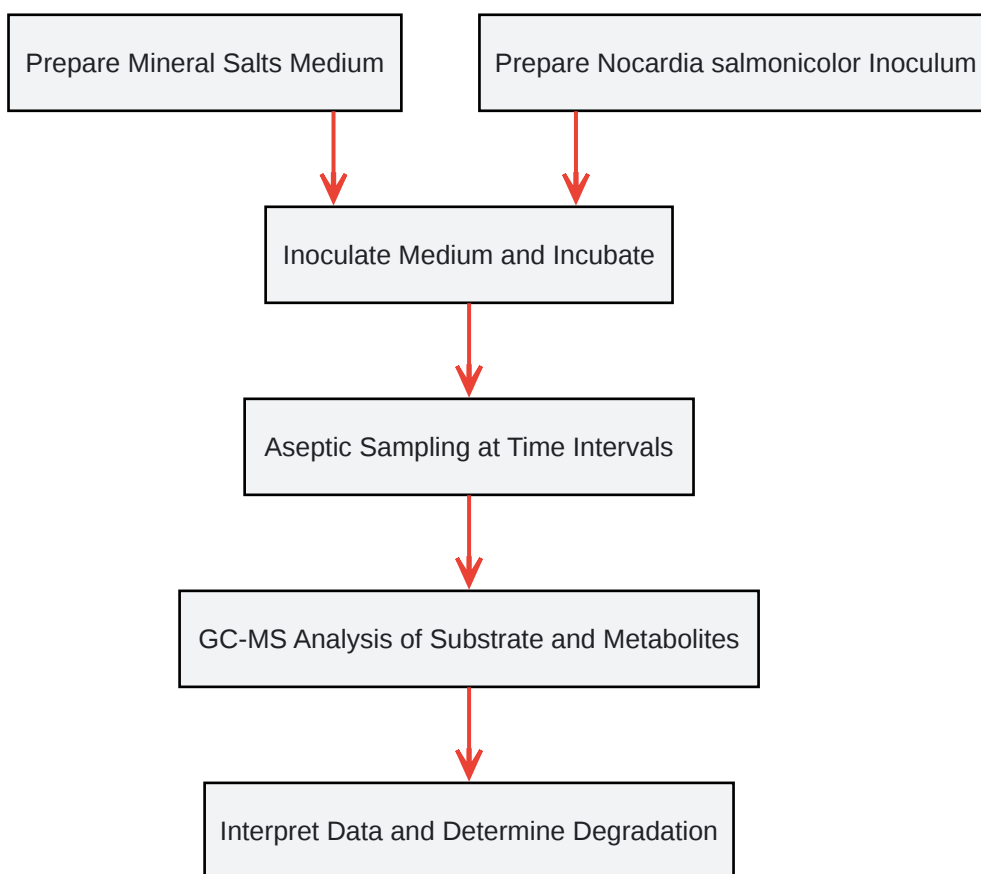 Prepare Mineral Salts Medium
Prepare Nocardia salmonicolor Inoculum
Inoculate Medium and Incubate
Aseptic Sampling at Time Intervals
GC-MS Analysis of Substrate and Metabolites
Interpret Data and Determine Degradation